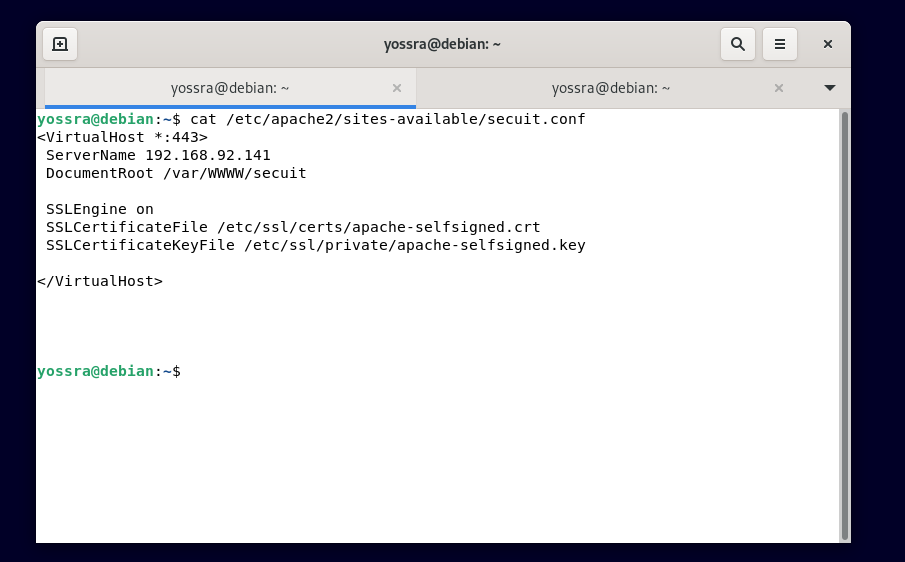 yossra@debian: ~
yossra@debian: ~
yossra@debian: ~
yossra@debian:~$ cat /etc/apache2/sites-available/secuit.conf
<VirtualHost *:443>
ServerName 192.168.92.141
DocumentRoot /var/WWWW/secuit
SSLEngine on
SSLCertificateFile /etc/ssl/certs/apache-selfsigned.crt
SSLCertificateKeyFile /etc/ssl/private/apache-selfsigned.key
</VirtualHost>
yossra@debian:~$